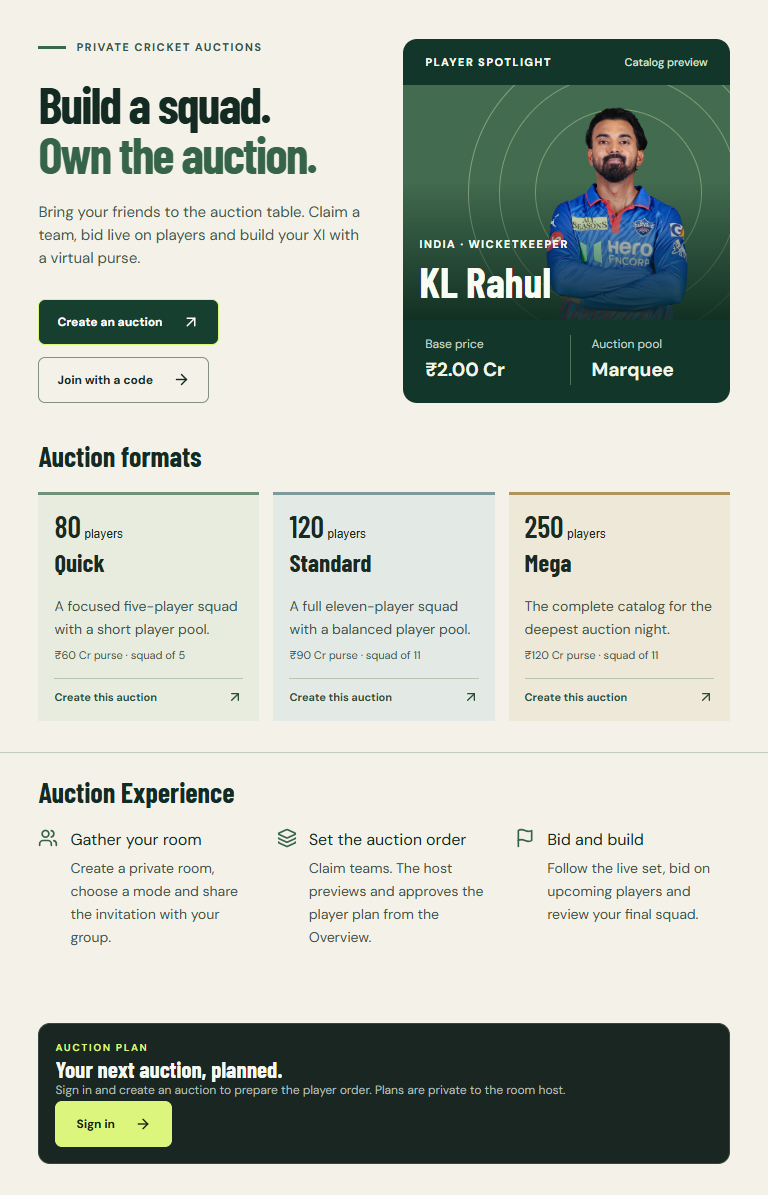 PRIVATE CRICKET AUCTIONS
Build a squad.
Own the auction.
Bring your friends to the auction table. Claim a
team, bid live on players and build your XI with
a virtual purse.
Create an auction
Join with a code
PLAYER SPOTLIGHT
Catalog preview
INDIA · WICKETKEEPER
KL Rahul
Hero
Base price
₹2.00 Cr
Auction pool
Marquee
Auction formats
80 players
Quick
A focused five-player squad
with a short player pool.
₹60 Cr purse · squad of 5
Create this auction
120 players
Standard
A full eleven-player squad
with a balanced player pool.
₹90 Cr purse · squad of 11
Create this auction
250 players
Mega
The complete catalog for the
deepest auction night.
₹120 Cr purse · squad of 11
Create this auction
Auction Experience
Gather your room
Create a private room,
choose a mode and share
the invitation with your
group.
Set the auction order
Claim teams. The host
previews and approves the
player plan from the
Overview.
Bid and build
Follow the live set, bid on
upcoming players and
review your final squad.
AUCTION PLAN
Your next auction, planned.
Sign in and create an auction to prepare the player order. Plans are private to the room host.
Sign in